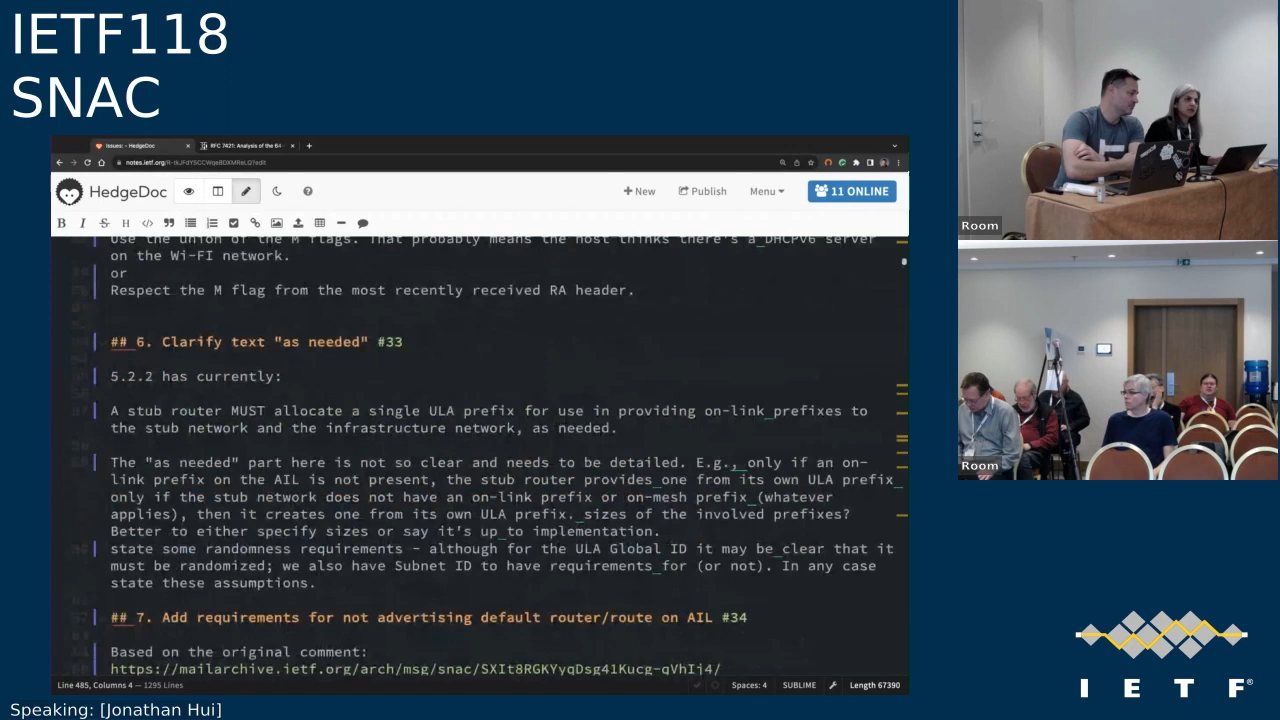 IETF118
SNAC
Issues: - HedgeDoc
RFC 7421: Analysis of the 64-
HedgeDoc
New
Publish
Menu
11 ONLINE
B I S H
Use the union of the M flags. That probably means the host thinks there's a DHCPv6 server
on the Wi-FI network.
or
Respect the M flag from the most recently received RA header.
## 6. Clarify text "as needed" #33
5.2.2 has currently:
A stub router MUST allocate a single ULA prefix for use in providing on-link prefixes to
the stub network and the infrastructure network, as needed.
The "as needed" part here is not so clear and needs to be detailed. E.g., only if an on-
link prefix on the AIL is not present, the stub router provides one from its own ULA prefix
only if the stub network does not have an on-link prefix or on-mesh prefix (whatever
applies), then it creates one from its own ULA prefix. sizes of the involved prefixes?
Better to either specify sizes or say it's up to implementation.
state some randomness requirements - although for the ULA Global ID it may be clear that it
must be randomized; we also have Subnet ID to have requirements for (or not). In any case
state these assumptions.
## 7. Add requirements for not advertising default router/route on AIL #34
Based on the original comment:
https://mailarchive.ietf.org/arch/msg/snac/SXIt8RGKYyqDsg41Kucg-qVhIj4/
Line 485, Columns 4 — 1295 Lines
Spaces: 4
SUBLIME
Length 67390
Speaking: [Jonathan Hui]
Room
Room
I E T F®